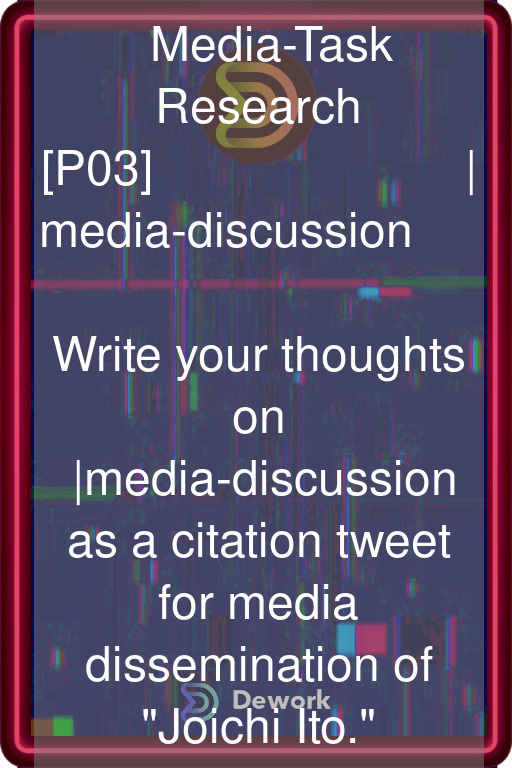 Media-Task
Research
[P03] |
media-discussion
Write your thoughts
on
|media-discussion
as a citation tweet
for media
dissemination of
Dework
"Joichi Ito."